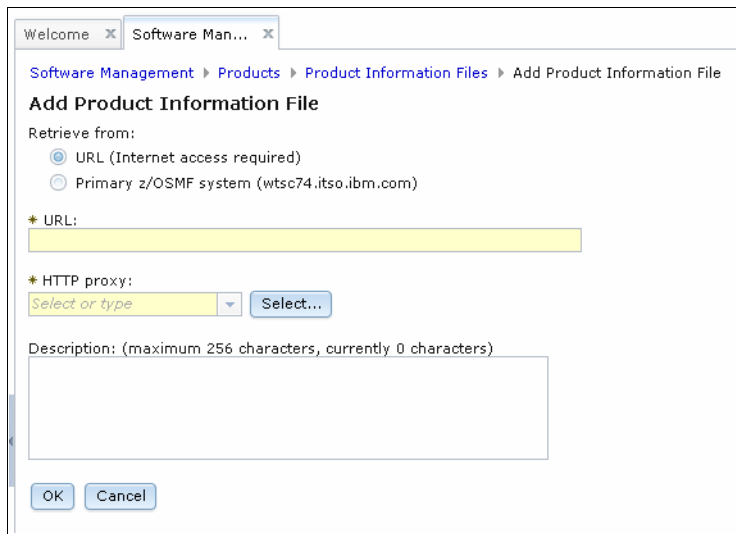 Welcome X Software Man... X
Software Management Products Product Information Files Add Product Information File
Add Product Information File
Retrieve from:
URL (Internet access required)
Primary z/OSMF system (wtsc74.itso.ibm.com)
* URL:
* HTTP proxy:
Select or type Select...
Description: (maximum 256 characters, currently 0 characters)
OK Cancel